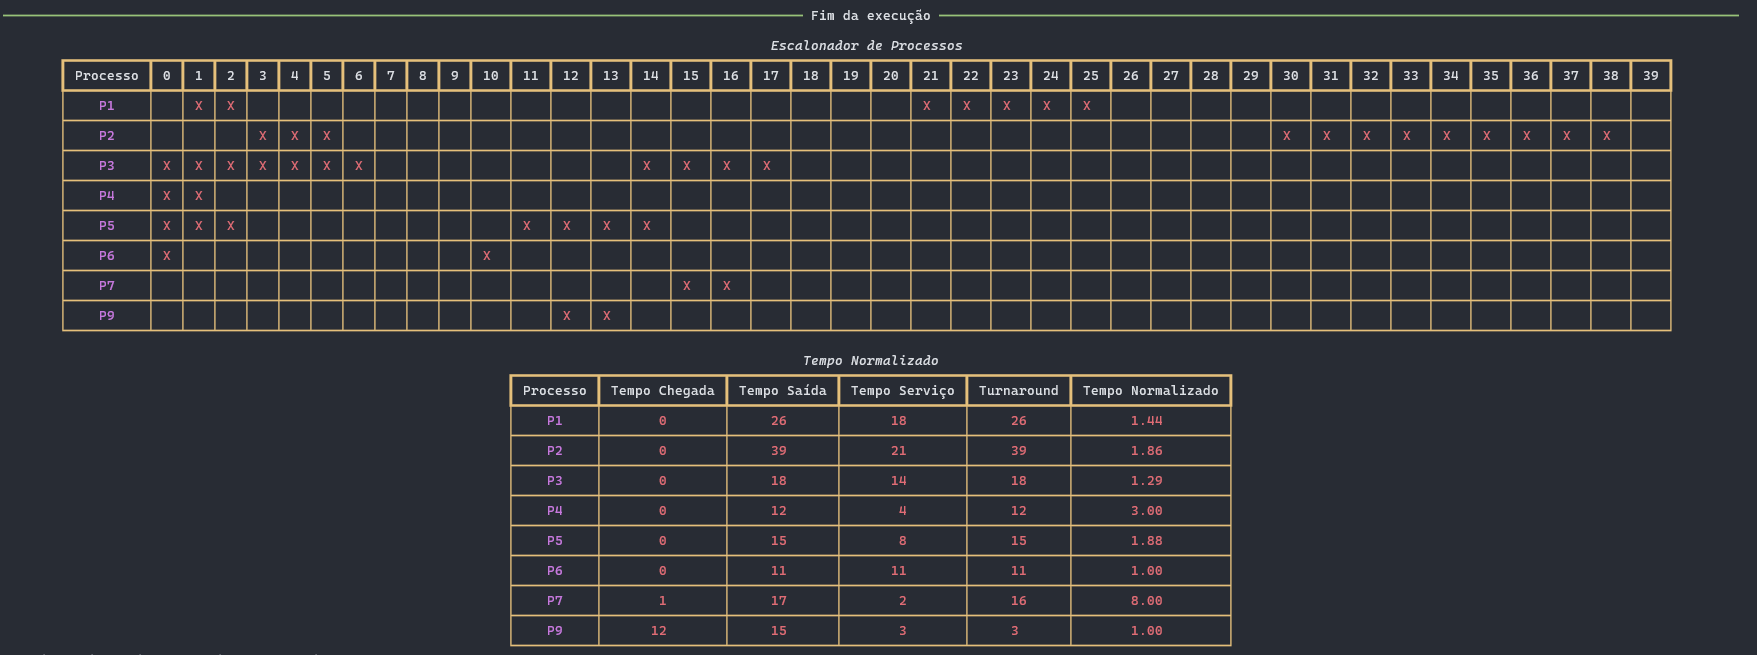 Fim da execução
Escalonador de Processos
Processo 0 1 2 3 4 5 6 7 8 9 10 11 12 13 14 15 16 17 18 19 20 21 22 23 24 25 26 27 28 29 30 31 32 33 34 35 36 37 38 39
P1 X X X X X X X
P2 X X X X X X X X X X X X
P3 X X X X X X X X X X X
P4 X X
P5 X X X X X X X
P6 X X
P7 X X
P9 X X
Tempo Normalizado
Processo Tempo Chegada Tempo Saída Tempo Serviço Turnaround Tempo Normalizado
P1 0 26 18 26 1.44
P2 0 39 21 39 1.86
P3 0 18 14 18 1.29
P4 0 12 4 12 3.00
P5 0 15 8 15 1.88
P6 0 11 11 11 1.00
P7 1 17 2 16 8.00
P9 12 15 3 3 1.00